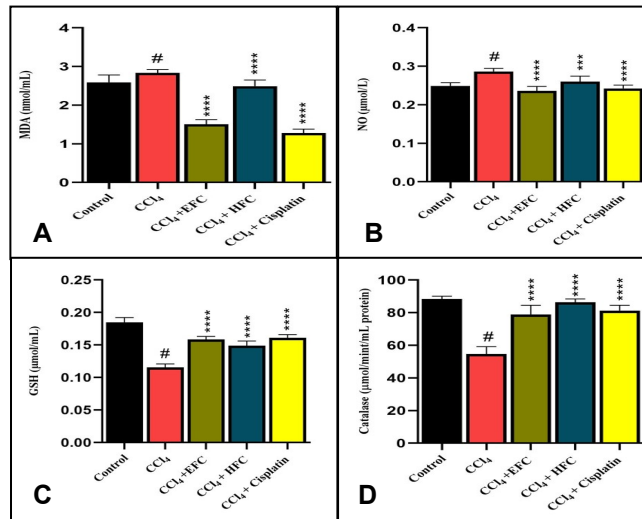 MDA (nmol/mL)
4
3
2
1
0
#
****
****
****
Control
CCl₄
CCl₄+EFC
CCl₄+ HFC
CCl₄+ Cisplatin
A
NO (µmol/L)
0.4
0.3
0.2
0.1
0.0
#
****
***
****
Control
CCl₄
CCl₄+EFC
CCl₄+ HFC
CCl₄+ Cisplatin
B
GSH (µmol/mL)
0.25
0.20
0.15
0.10
0.05
0.00
#
****
****
****
Control
CCl₄
CCl₄+EFC
CCl₄+ HFC
CCl₄+ Cisplatin
C
Catalase (µmol/mint/mL protein)
100
80
60
40
20
0
#
****
****
****
Control
CCl₄
CCl₄+EFC
CCl₄+ HFC
CCl₄+ Cisplatin
D